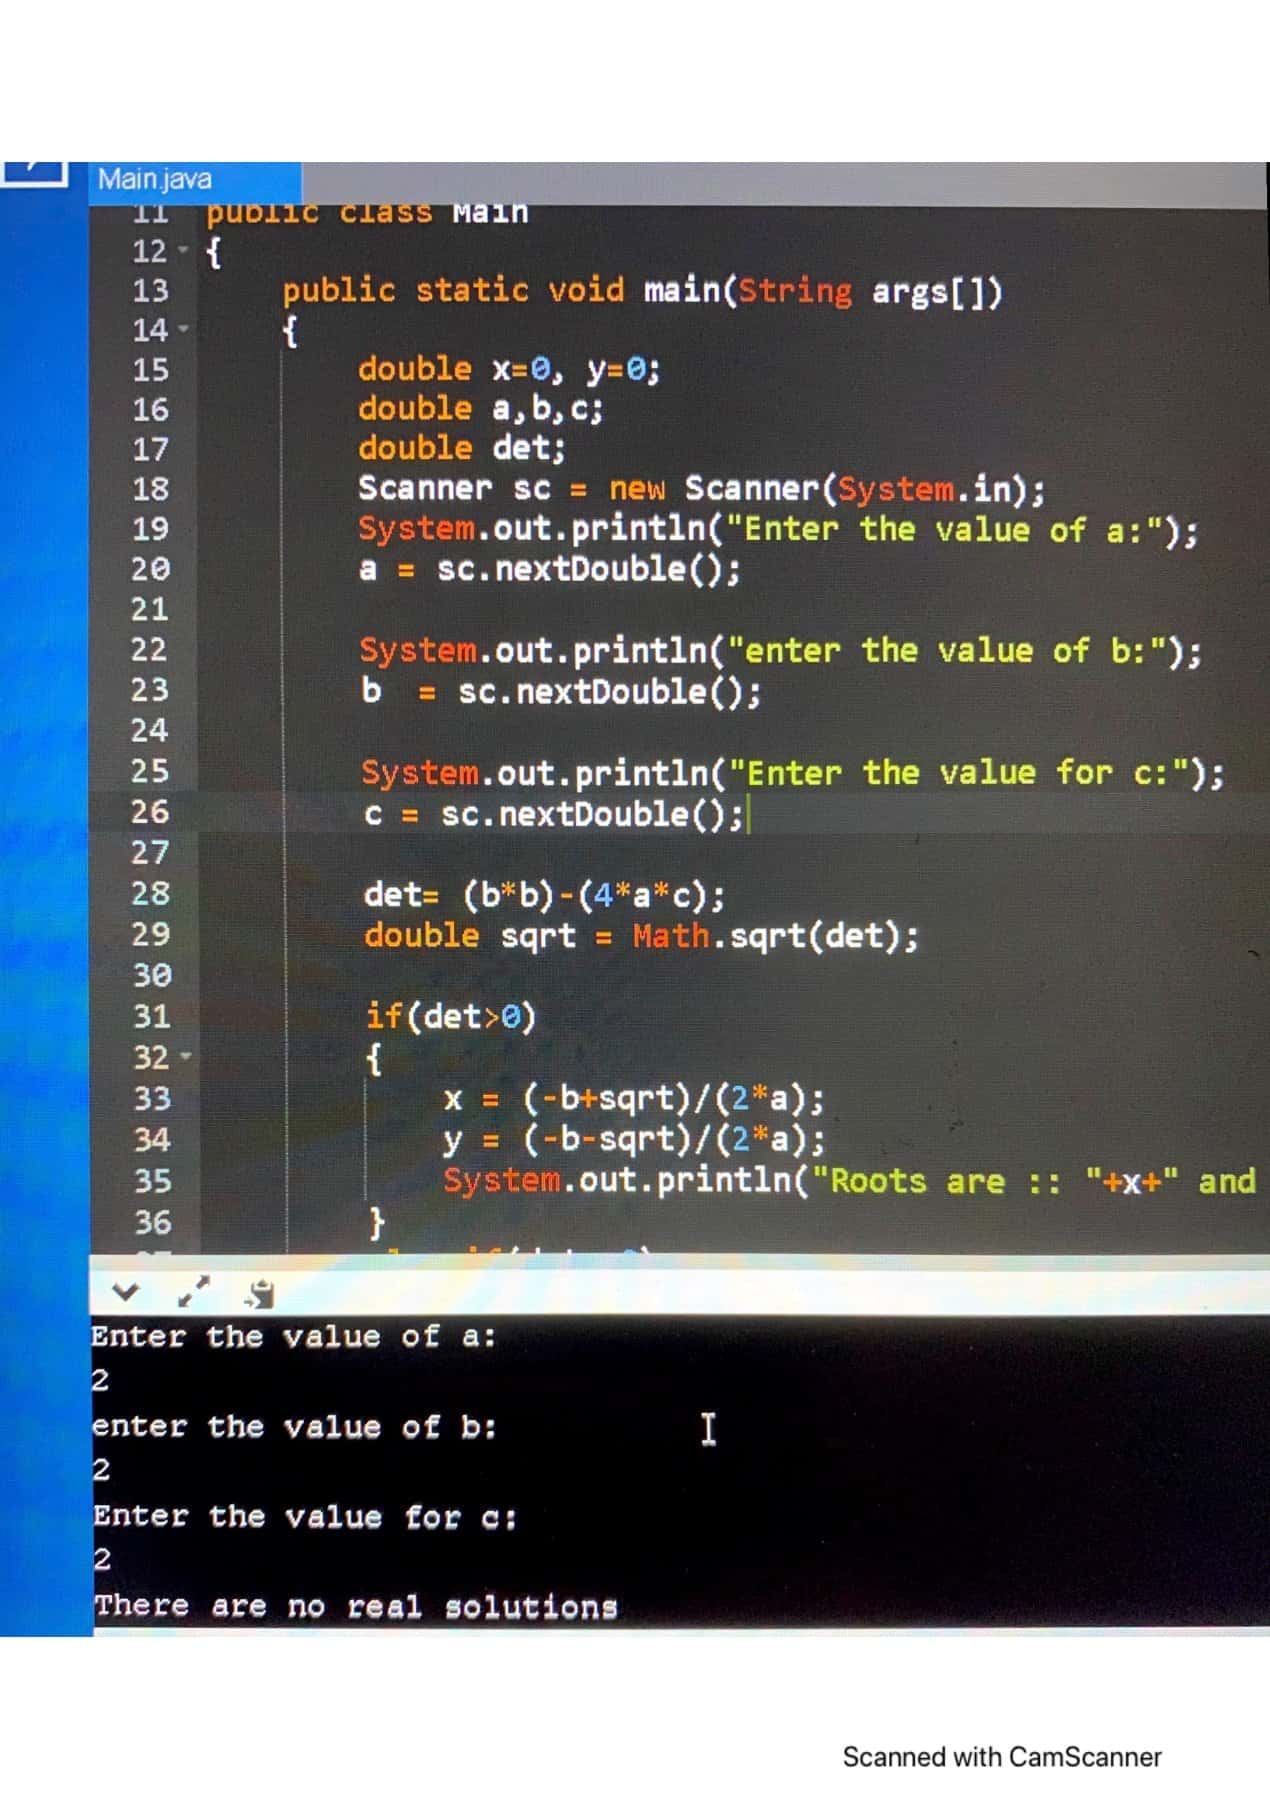 Main.java
11 public class Main
12 {
13 public static void main(String args[])
14 {
15 double x=0, y=0;
16 double a,b,c;
17 double det;
18 Scanner sc = new Scanner(System.in);
19 System.out.println("Enter the value of a:");
20 a = sc.nextDouble();
21
22 System.out.println("enter the value of b:");
23 b  = sc.nextDouble();
24
25 System.out.println("Enter the value for c:");
26 c = sc.nextDouble();
27
28 det= (b*b)-(4*a*c);
29 double sqrt = Math.sqrt(det);
30
31 if(det>0)
32 {
33 x = (-b+sqrt)/(2*a);
34 y = (-b-sqrt)/(2*a);
35 System.out.println("Roots are :: "+x+" and
36 }
Enter the value of a:
2
enter the value of b:
2
Enter the value for c:
2
There are no real solutions
Scanned with CamScanner